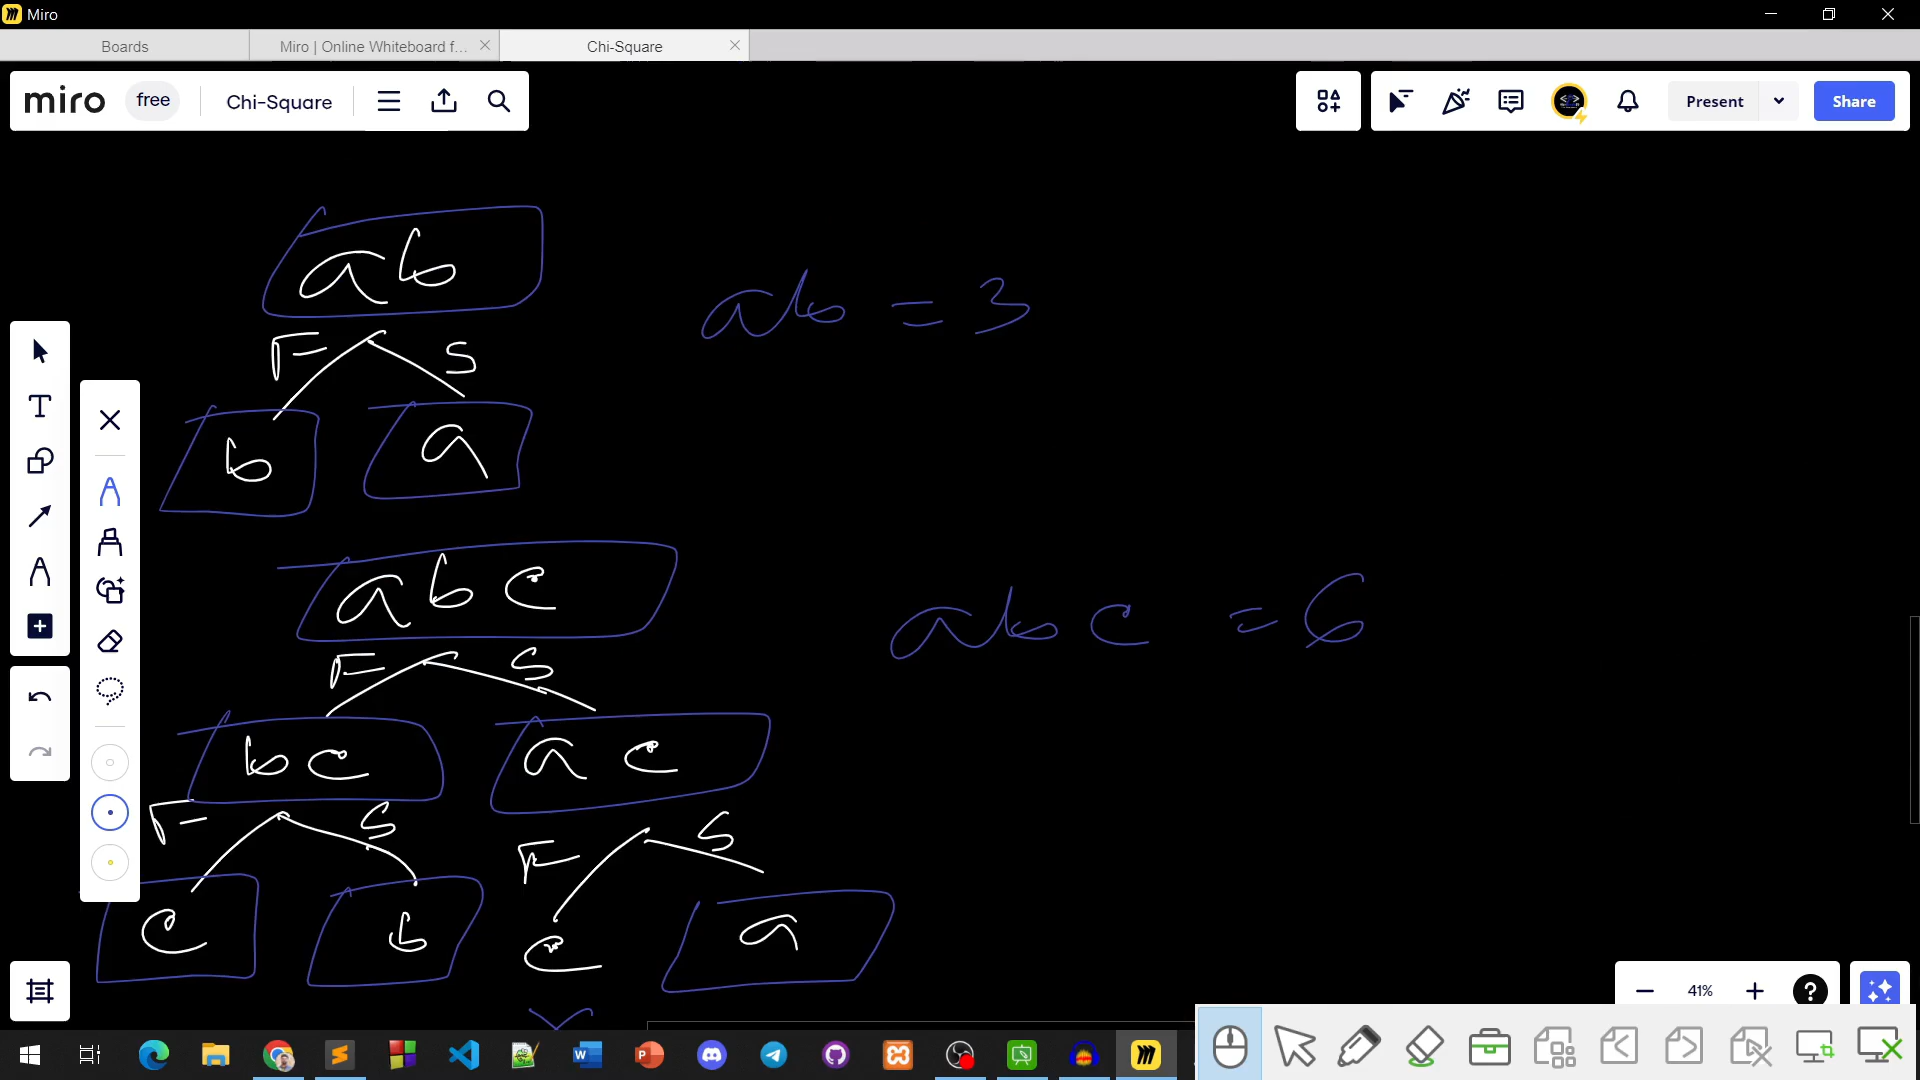 Miro
Boards
Miro | Online Whiteboard f...
Chi-Square
miro
free
Chi-Square
Present
Share
ab
ab = 3
F S
b a
abc
abc = 6
F S
bc ac
F S
F S
c b c a
41%